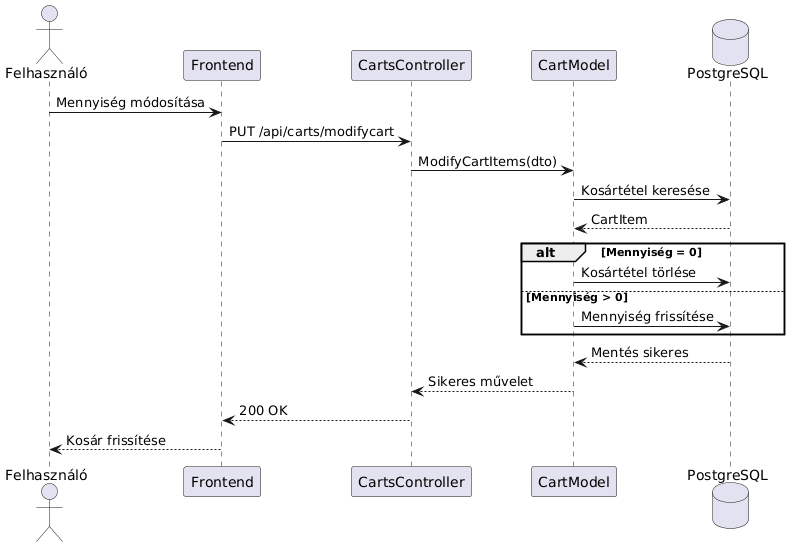 Felhasználó
Frontend
CartsController
CartModel
PostgreSQL
Mennyiség módosítása
PUT /api/carts/modifycart
ModifyCartItems(dto)
Kosártétel keresése
CartItem
alt
[Mennyiség = 0]
Kosártétel törlése
[Mennyiség > 0]
Mennyiség frissítése
Mentés sikeres
Sikeres művelet
200 OK
Kosár frissítése
Felhasználó
Frontend
CartsController
CartModel
PostgreSQL